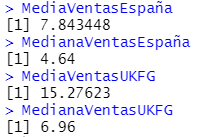 > MediaVentasEspaña
[1] 7.843448
> MedianaVentasEspaña
[1] 4.64
> MediaVentasUKFG
[1] 15.27623
> MedianaVentasUKFG
[1] 6.96